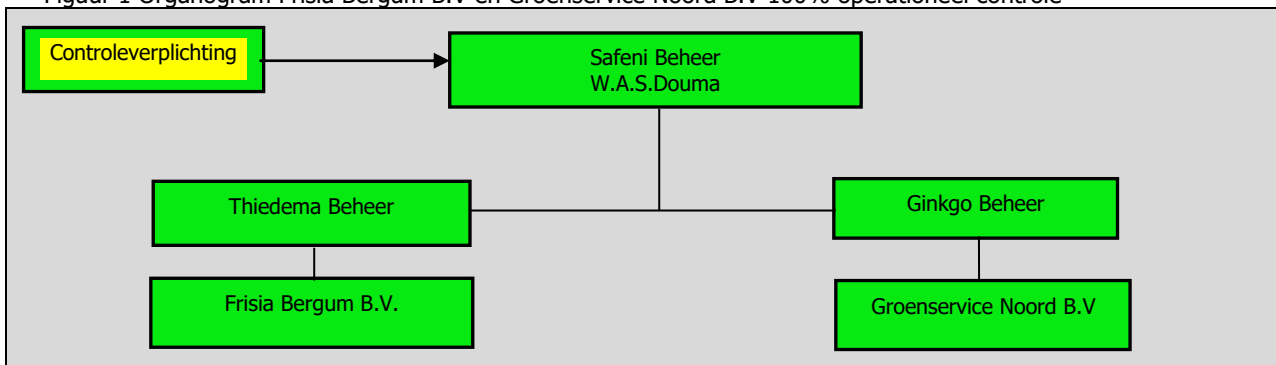 Figuur 1 Organogram Frisia Bergum B.V en Groenservice Noord B.V 100% operationeel controle
Controleverplichting
Safeni Beheer
W.A.S.Douma
Thiedema Beheer
Ginkgo Beheer
Frisia Bergum B.V.
Groenservice Noord B.V